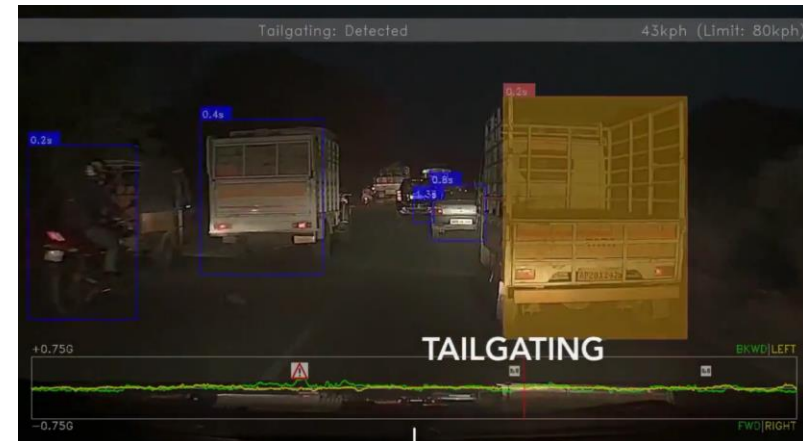 Tailgating: Detected
43kph (Limit: 80kph)
0.2s
0.4s
0.2s
0.8s
TAILGATING
+0.75G
BKWD|LEFT
-0.75G
FWD|RIGHT